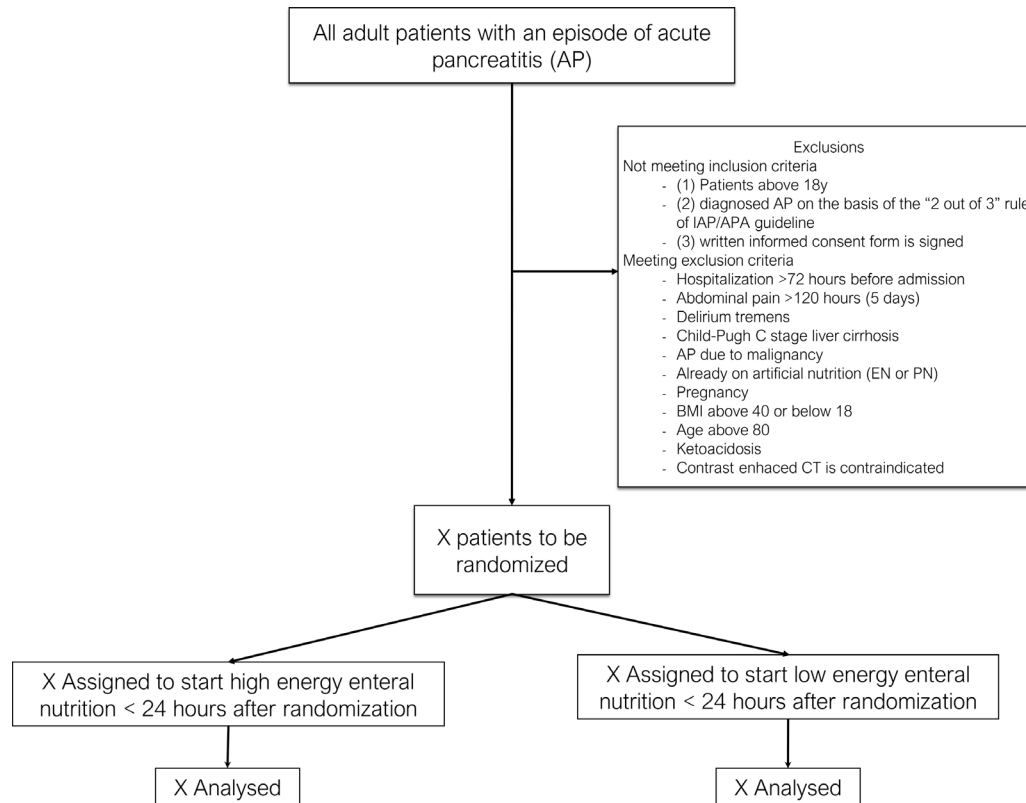 All adult patients with an episode of acute
pancreatitis (AP)
Exclusions
Not meeting inclusion criteria
- (1) Patients above 18y
- (2) diagnosed AP on the basis of the “2 out of 3” rule
of IAP/APA guideline
- (3) written informed consent form is signed
Meeting exclusion criteria
- Hospitalization >72 hours before admission
- Abdominal pain >120 hours (5 days)
- Delirium tremens
- Child-Pugh C stage liver cirrhosis
- AP due to malignancy
- Already on artificial nutrition (EN or PN)
- Pregnancy
- BMI above 40 or below 18
- Age above 80
- Ketoacidosis
- Contrast enhaced CT is contraindicated
X patients to be
randomized
X Assigned to start high energy enteral
nutrition < 24 hours after randomization
X Assigned to start low energy enteral
nutrition < 24 hours after randomization
X Analysed
X Analysed